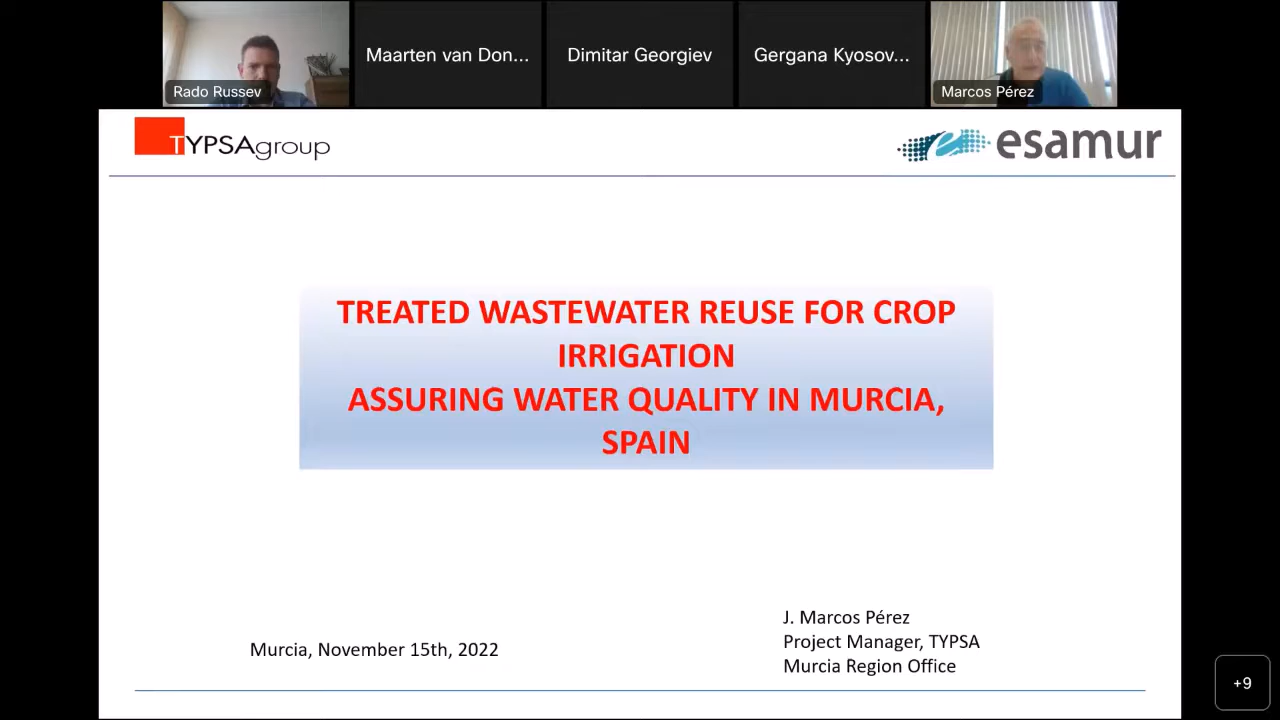 Rado Russev
Maarten van Don...
Dimitar Georgiev
Gergana Kyosov...
Marcos Pérez
TYPSAgroup
esamur
TREATED WASTEWATER REUSE FOR CROP
IRRIGATION
ASSURING WATER QUALITY IN MURCIA,
SPAIN
Murcia, November 15th, 2022
J. Marcos Pérez
Project Manager, TYPSA
Murcia Region Office
+9